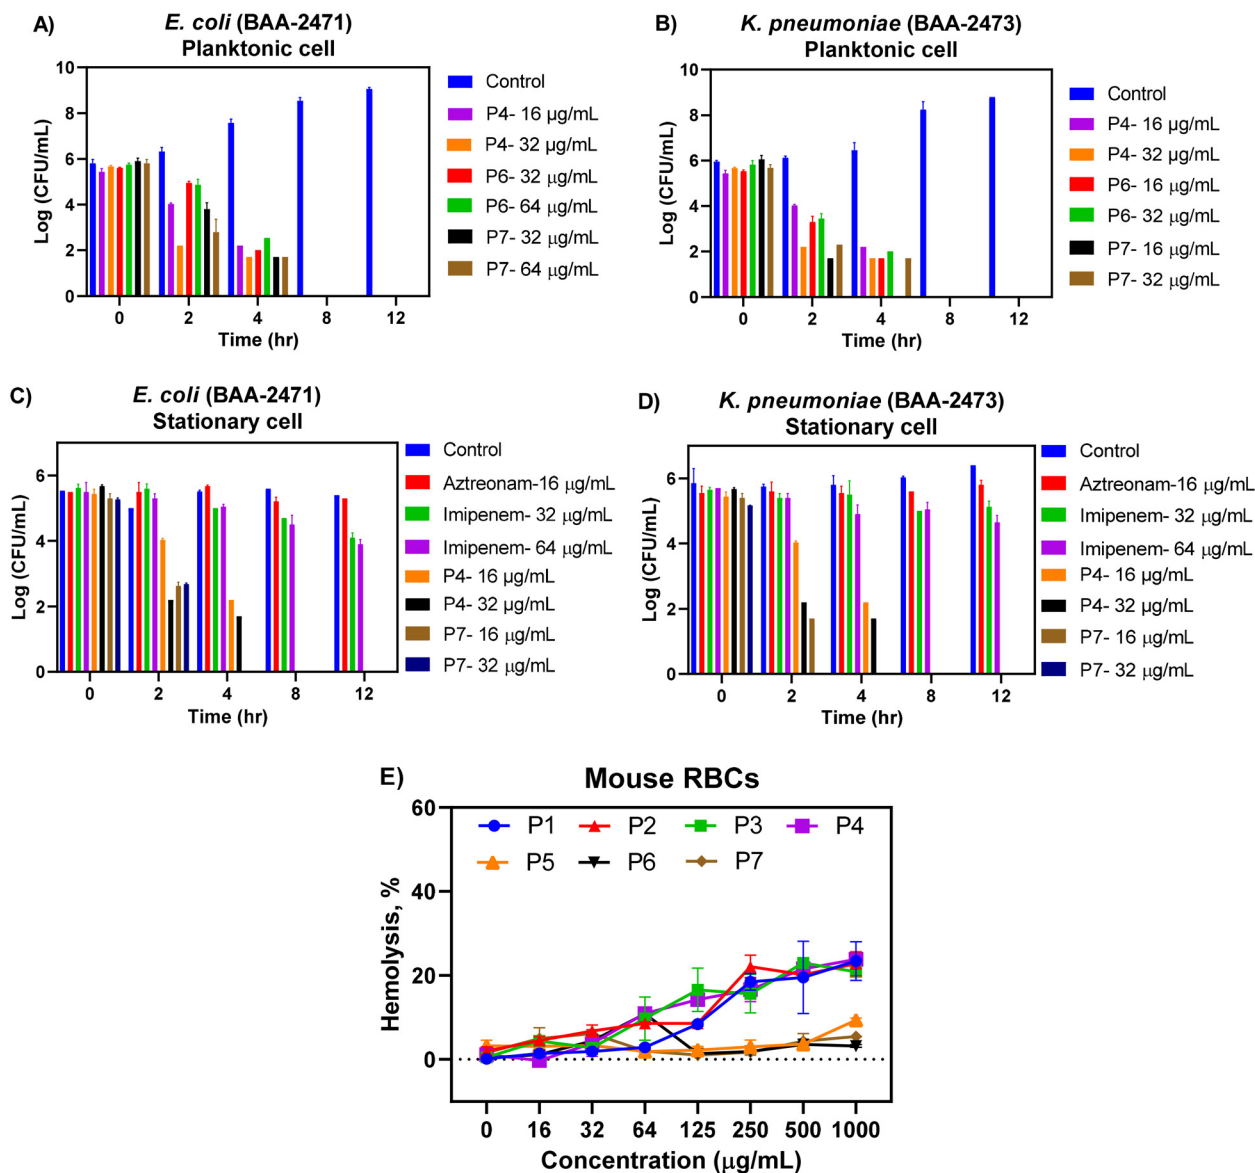 A)
E. coli (BAA-2471)
Planktonic cell
10
8
6
4
2
0
Log (CFU/mL)
0 2 4 8 12
Time (hr)
Control
P4- 16 µg/mL
P4- 32 µg/mL
P6- 32 µg/mL
P6- 64 µg/mL
P7- 32 µg/mL
P7- 64 µg/mL
B)
K. pneumoniae (BAA-2473)
Planktonic cell
10
8
6
4
2
0
Log (CFU/mL)
0 2 4 8 12
Time (hr)
Control
P4- 16 µg/mL
P4- 32 µg/mL
P6- 16 µg/mL
P6- 32 µg/mL
P7- 16 µg/mL
P7- 32 µg/mL
C)
E. coli (BAA-2471)
Stationary cell
6
4
2
0
Log (CFU/mL)
0 2 4 8 12
Time (hr)
Control
Aztreonam-16 µg/mL
Imipenem- 32 µg/mL
Imipenem- 64 µg/mL
P4- 16 µg/mL
P4- 32 µg/mL
P7- 16 µg/mL
P7- 32 µg/mL
D)
K. pneumoniae (BAA-2473)
Stationary cell
6
4
2
0
Log (CFU/mL)
0 2 4 8 12
Time (hr)
Control
Aztreonam-16 µg/mL
Imipenem- 32 µg/mL
Imipenem- 64 µg/mL
P4- 16 µg/mL
P4- 32 µg/mL
P7- 16 µg/mL
P7- 32 µg/mL
E)
Mouse RBCs
60
40
20
0
Hemolysis, %
P1 P2 P3 P4
P5 P6 P7
0 16 32 64 125 250 500 1000
Concentration (µg/mL)